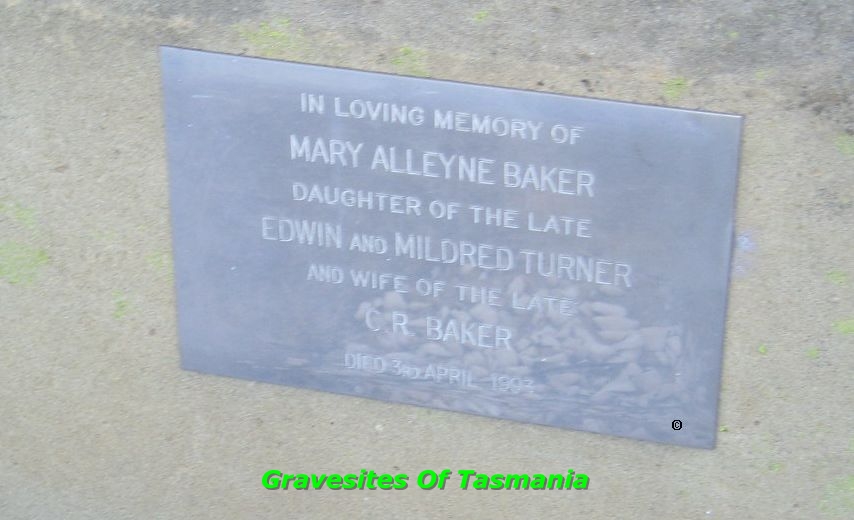 IN LOVING MEMORY OF
MARY ALLEYNE BAKER
DAUGHTER OF THE LATE
EDWIN AND MILDRED TURNER
AND WIFE OF THE LATE
C.R. BAKER
DIED 3RD APRIL 1993
©
Gravesites Of Tasmania